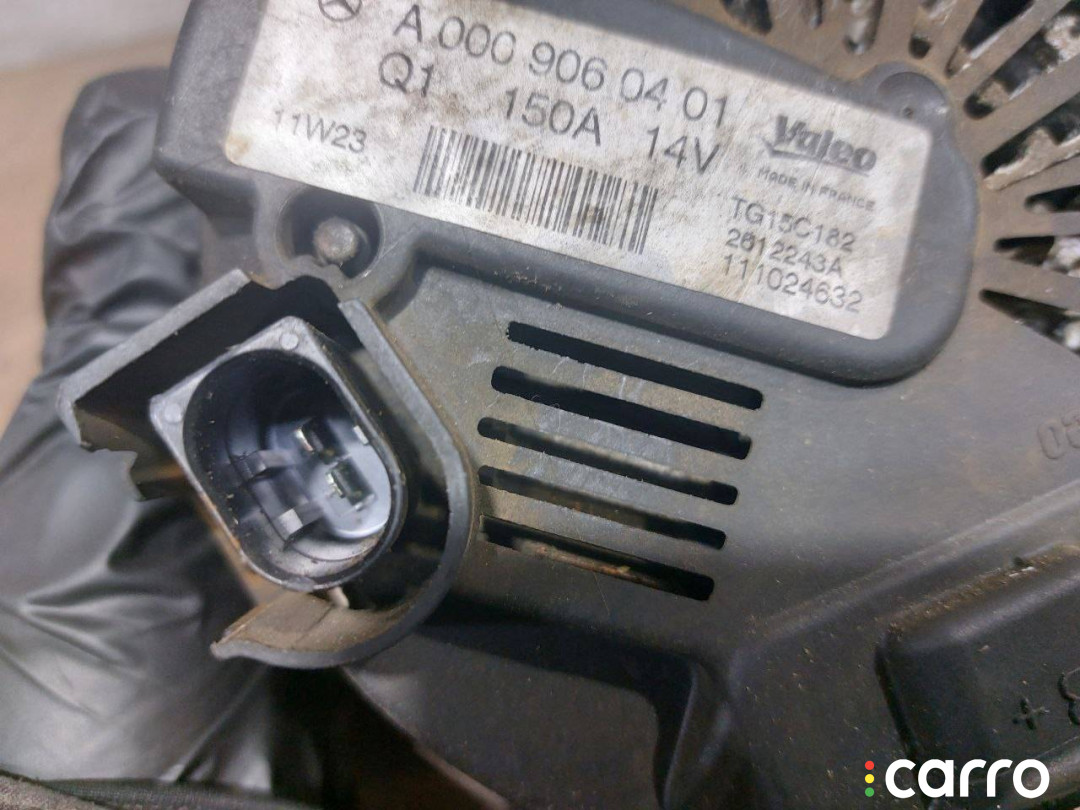 A 000 906 04 01
Q1 150A 14V
11W23
Valeo
MADE IN FRANCE
TG15C182
2612243A
111024632
+
carro